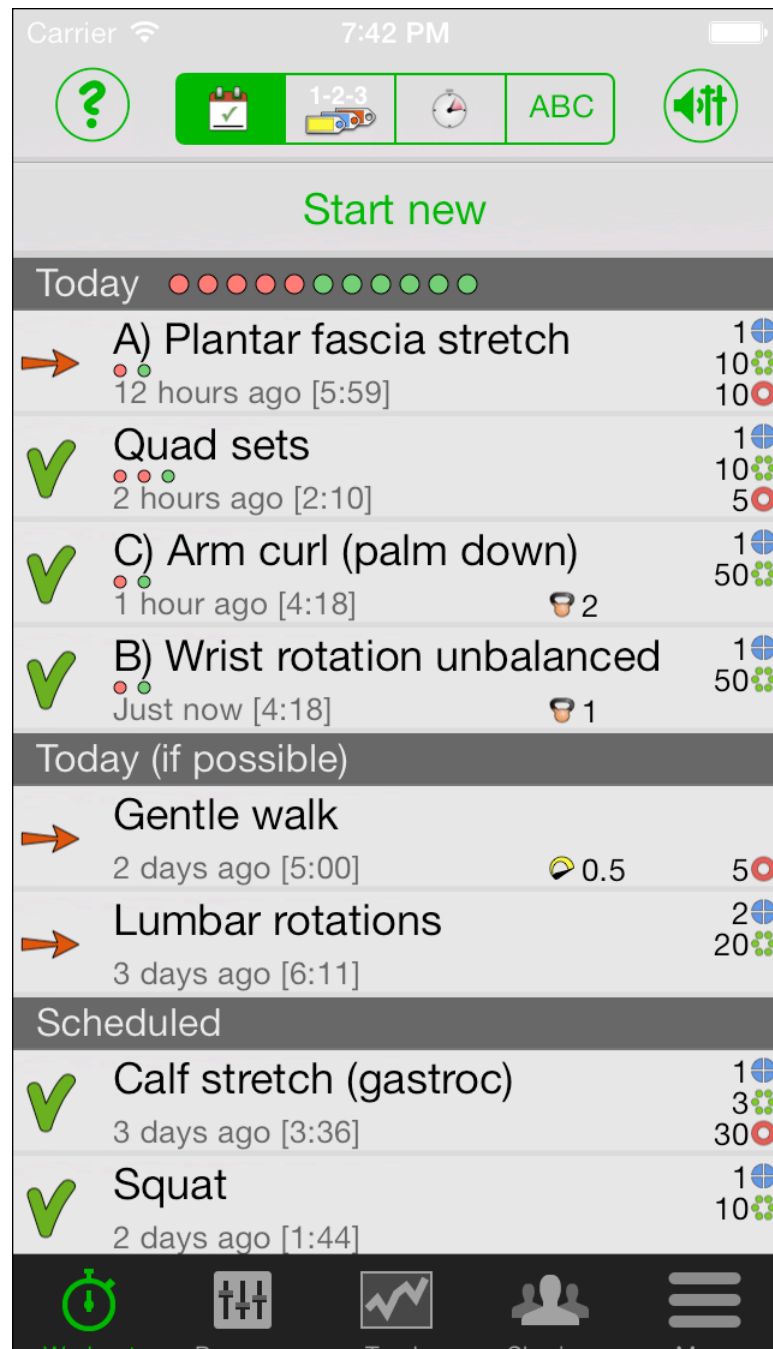 Carrier 7:42 PM
1-2-3 ABC
Start new
Today
A) Plantar fascia stretch 1
10
12 hours ago [5:59] 10
Quad sets 1
10
2 hours ago [2:10] 5
C) Arm curl (palm down) 1
50
1 hour ago [4:18] 2
B) Wrist rotation unbalanced 1
50
Just now [4:18] 1
Today (if possible)
Gentle walk
2 days ago [5:00] 0.5 5
Lumbar rotations 2
20
3 days ago [6:11]
Scheduled
Calf stretch (gastroc) 1
3
3 days ago [3:36] 30
Squat 1
10
2 days ago [1:44]